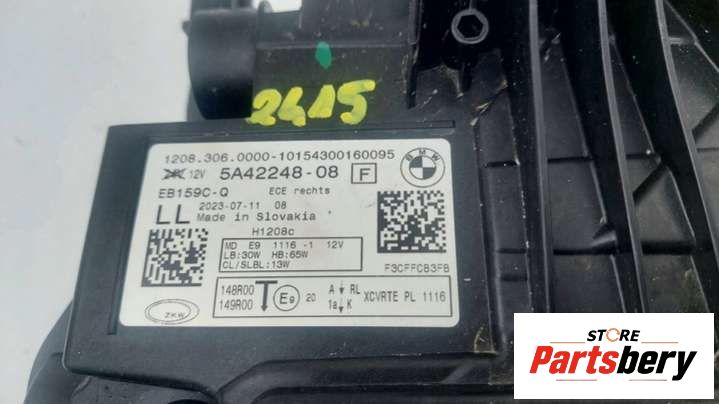 2415
1208.306.0000-10154300160095
BMW
12V 5A42248-08 F
EB159C-Q ECE rechts
LL 2023-07-11 08
Made in Slovakia
H1208c
MD E9 1116 -1 12V
LB:30W HB:65W
CL/SLBL:13W
F3CFFCB3FB
148R00
149R00
T E9 20
A RL
1a K
XCVRTE PL 1116
ZKW
STORE
Partsbery